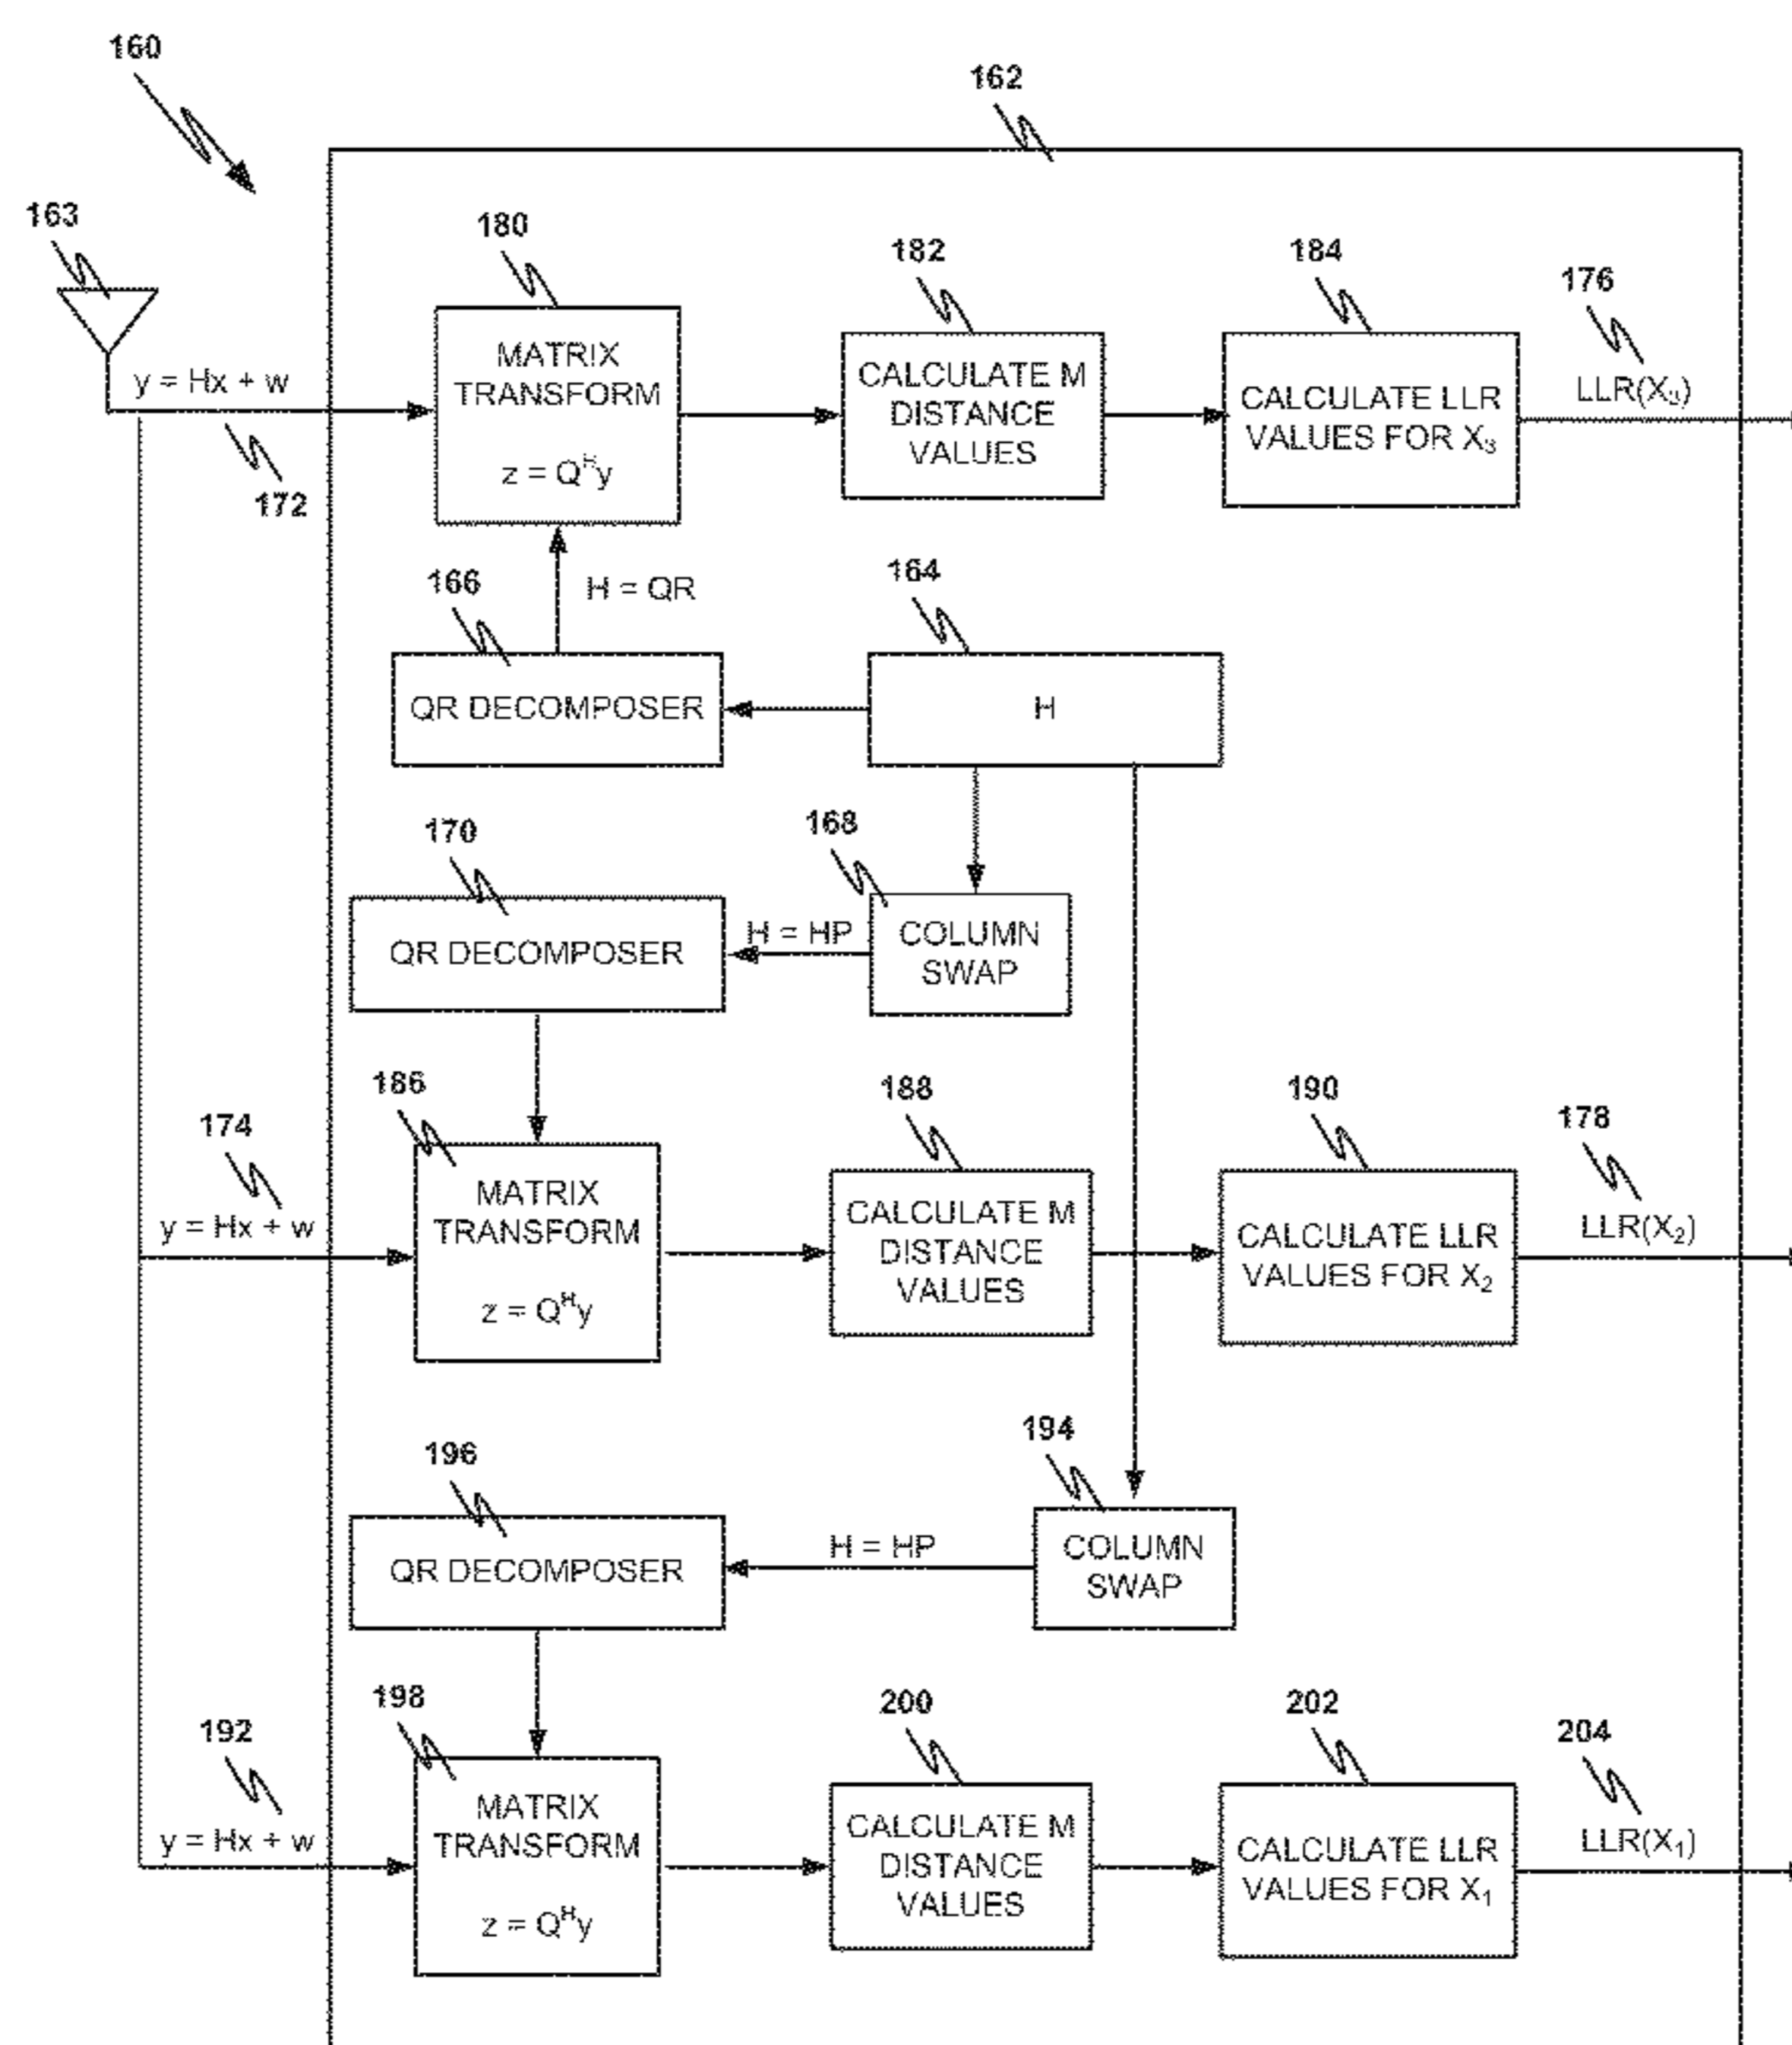 160
162
163
180
182
184
176
y = Hx + w
172
MATRIX
TRANSFORM
z = Qᴴy
CALCULATE M
DISTANCE
VALUES
CALCULATE LLR
VALUES FOR X₃
LLR(X₃)
166
H = QR
164
QR DECOMPOSER
H
170
168
QR DECOMPOSER
H = HP
COLUMN
SWAP
174
186
188
190
178
y = Hx + w
MATRIX
TRANSFORM
z = Qᴴy
CALCULATE M
DISTANCE
VALUES
CALCULATE LLR
VALUES FOR X₂
LLR(X₂)
196
194
QR DECOMPOSER
H = HP
COLUMN
SWAP
192
198
200
202
204
y = Hx + w
MATRIX
TRANSFORM
z = Qᴴy
CALCULATE M
DISTANCE
VALUES
CALCULATE LLR
VALUES FOR X₁
LLR(X₁)